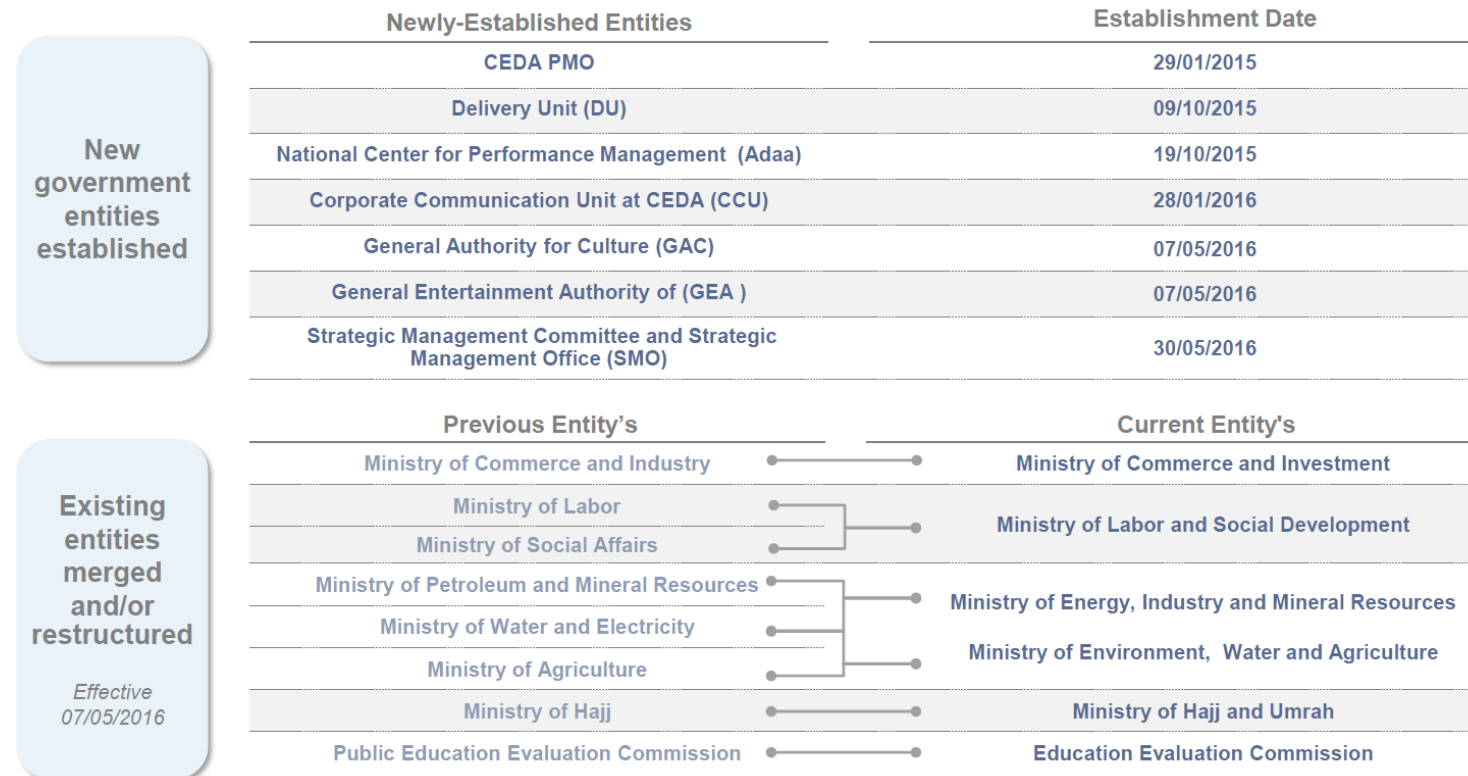 Newly-Established Entities
Establishment Date
New
government
entities
established
CEDA PMO
29/01/2015
Delivery Unit (DU)
09/10/2015
National Center for Performance Management (Adaa)
19/10/2015
Corporate Communication Unit at CEDA (CCU)
28/01/2016
General Authority for Culture (GAC)
07/05/2016
General Entertainment Authority of (GEA )
07/05/2016
Strategic Management Committee and Strategic
Management Office (SMO)
30/05/2016
Previous Entity’s
Current Entity's
Existing
entities
merged
and/or
restructured
Effective
07/05/2016
Ministry of Commerce and Industry
Ministry of Commerce and Investment
Ministry of Labor
Ministry of Social Affairs
Ministry of Labor and Social Development
Ministry of Petroleum and Mineral Resources
Ministry of Water and Electricity
Ministry of Agriculture
Ministry of Energy, Industry and Mineral Resources
Ministry of Environment, Water and Agriculture
Ministry of Hajj
Ministry of Hajj and Umrah
Public Education Evaluation Commission
Education Evaluation Commission